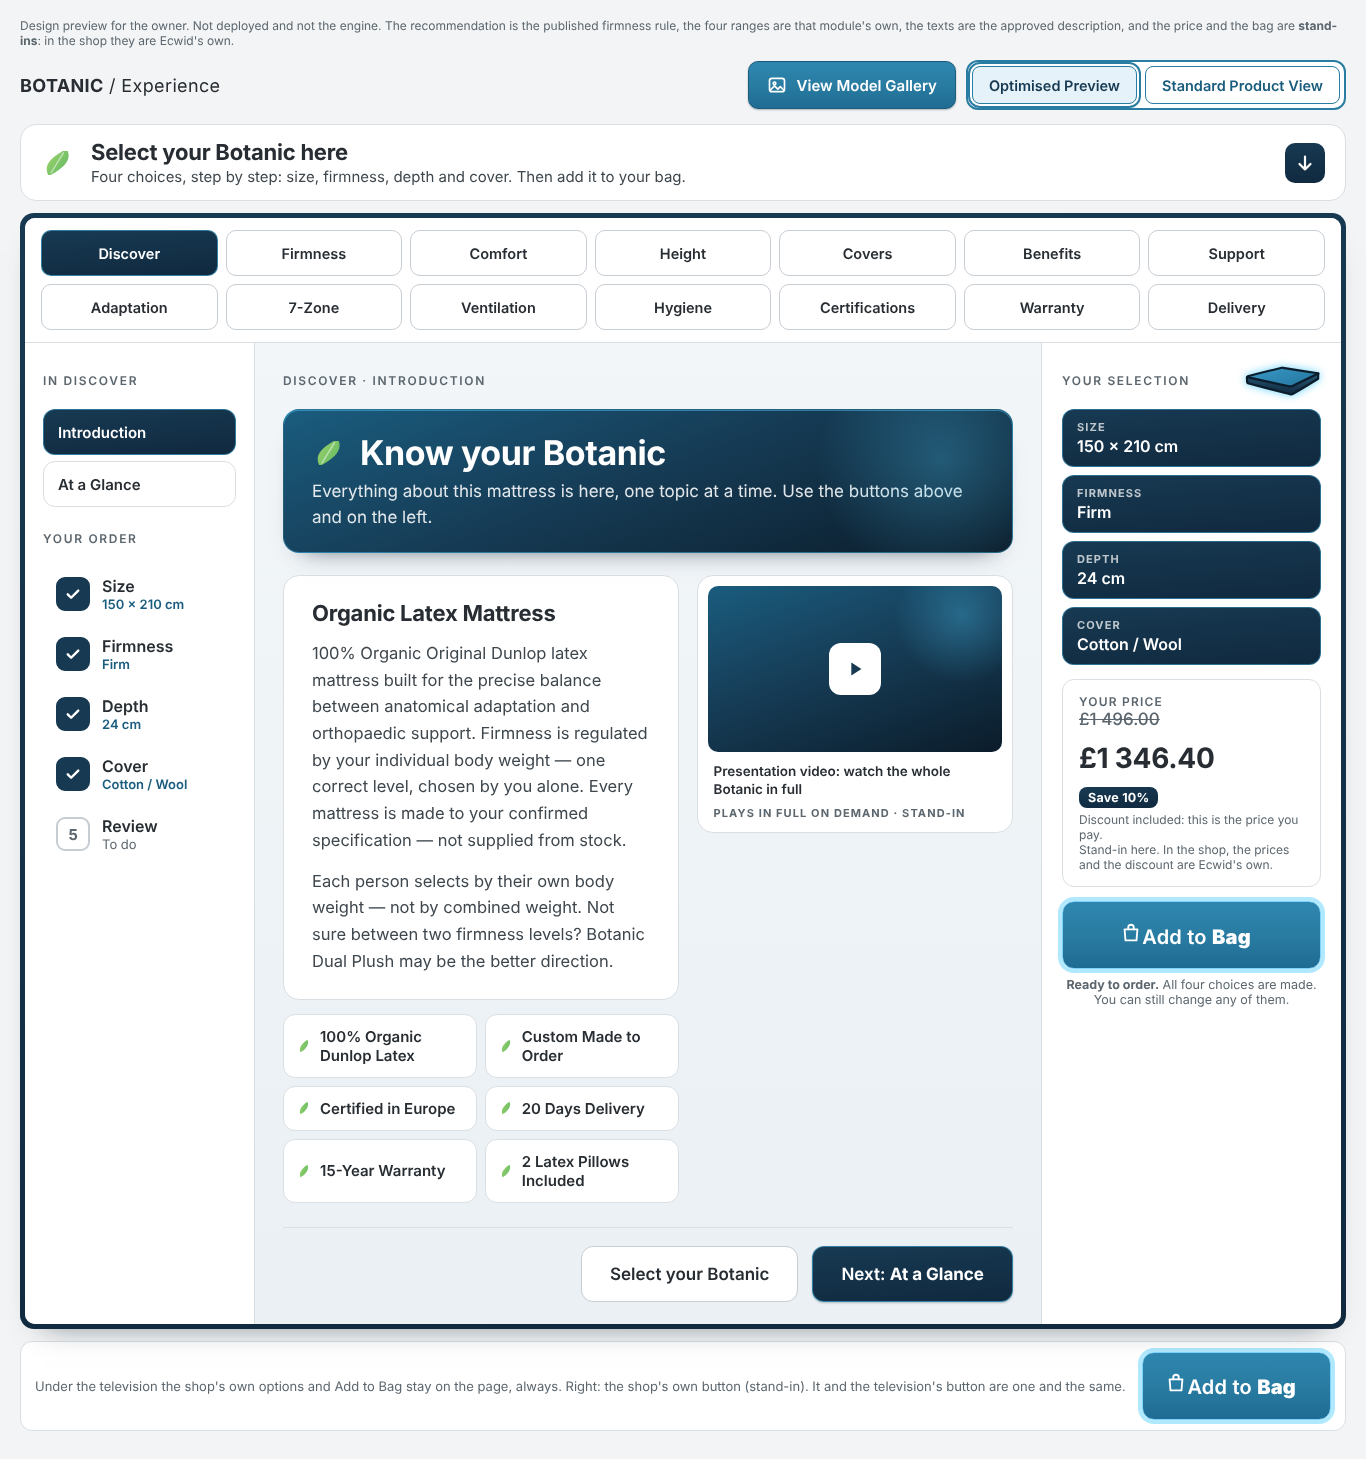 Design preview for the owner. Not deployed and not the engine. The recommendation is the published firmness rule, the four ranges are that module's own, the texts are the approved description, and the price and the bag are stand-
ins: in the shop they are Ecwid's own.
BOTANIC / Experience
View Model Gallery
Optimised Preview
Standard Product View
Select your Botanic here
Four choices, step by step: size, firmness, depth and cover. Then add it to your bag.
Discover
Firmness
Comfort
Height
Covers
Benefits
Support
Adaptation
7-Zone
Ventilation
Hygiene
Certifications
Warranty
Delivery
IN DISCOVER
Introduction
At a Glance
YOUR ORDER
Size
150 × 210 cm
Firmness
Firm
Depth
24 cm
Cover
Cotton / Wool
5
Review
To do
DISCOVER · INTRODUCTION
Know your Botanic
Everything about this mattress is here, one topic at a time. Use the buttons above
and on the left.
Organic Latex Mattress
100% Organic Original Dunlop latex
mattress built for the precise balance
between anatomical adaptation and
orthopaedic support. Firmness is regulated
by your individual body weight — one
correct level, chosen by you alone. Every
mattress is made to your confirmed
specification — not supplied from stock.
Each person selects by their own body
weight — not by combined weight. Not
sure between two firmness levels? Botanic
Dual Plush may be the better direction.
Presentation video: watch the whole
Botanic in full
PLAYS IN FULL ON DEMAND · STAND-IN
100% Organic
Dunlop Latex
Custom Made to
Order
Certified in Europe
20 Days Delivery
15-Year Warranty
2 Latex Pillows
Included
Select your Botanic
Next: At a Glance
YOUR SELECTION
SIZE
150 × 210 cm
FIRMNESS
Firm
DEPTH
24 cm
COVER
Cotton / Wool
YOUR PRICE
£1 496.00
£1 346.40
Save 10%
Discount included: this is the price you
pay.
Stand-in here. In the shop, the prices
and the discount are Ecwid's own.
Add to Bag
Ready to order. All four choices are made.
You can still change any of them.
Under the television the shop's own options and Add to Bag stay on the page, always. Right: the shop's own button (stand-in). It and the television's button are one and the same.
Add to Bag